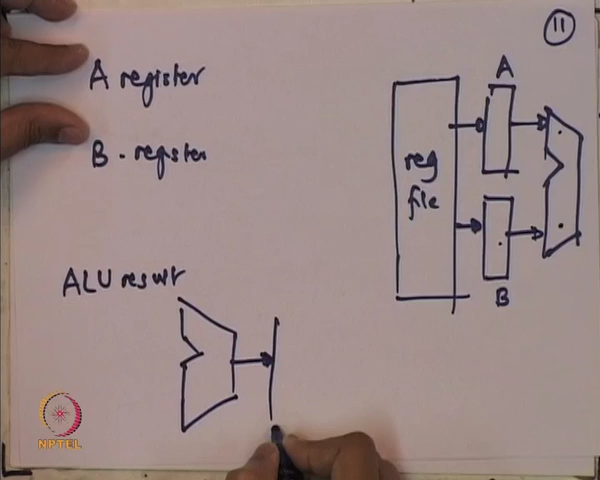 11
A register
B - register
ALU result
A
reg
file
B
NPTEL